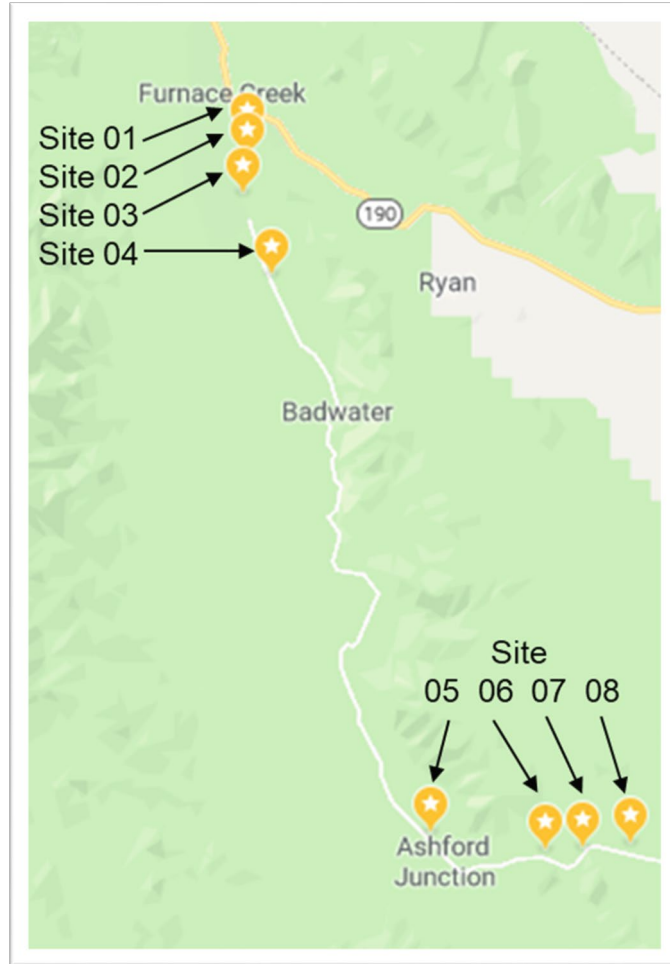 Furnace Creek
Site 01
Site 02
Site 03
Site 04
190
Ryan
Badwater
Site
05 06 07 08
Ashford
Junction